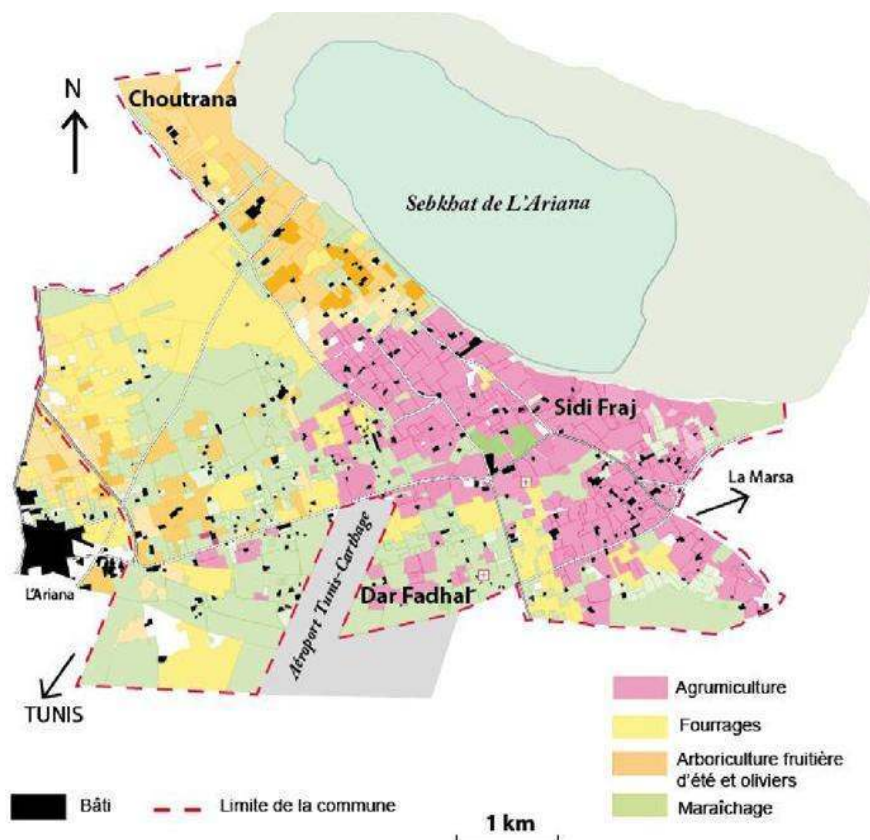 N
Choutrana
Sebkhat de L'Ariana
Sidi Fraj
La Marsa
L'Ariana
Aéroport Tunis-Carthage
Dar Fadhal
TUNIS
Agrumiculture
Fourrages
Arboriculture fruitière
d'été et oliviers
Maraîchage
Bâti
Limite de la commune
1 km